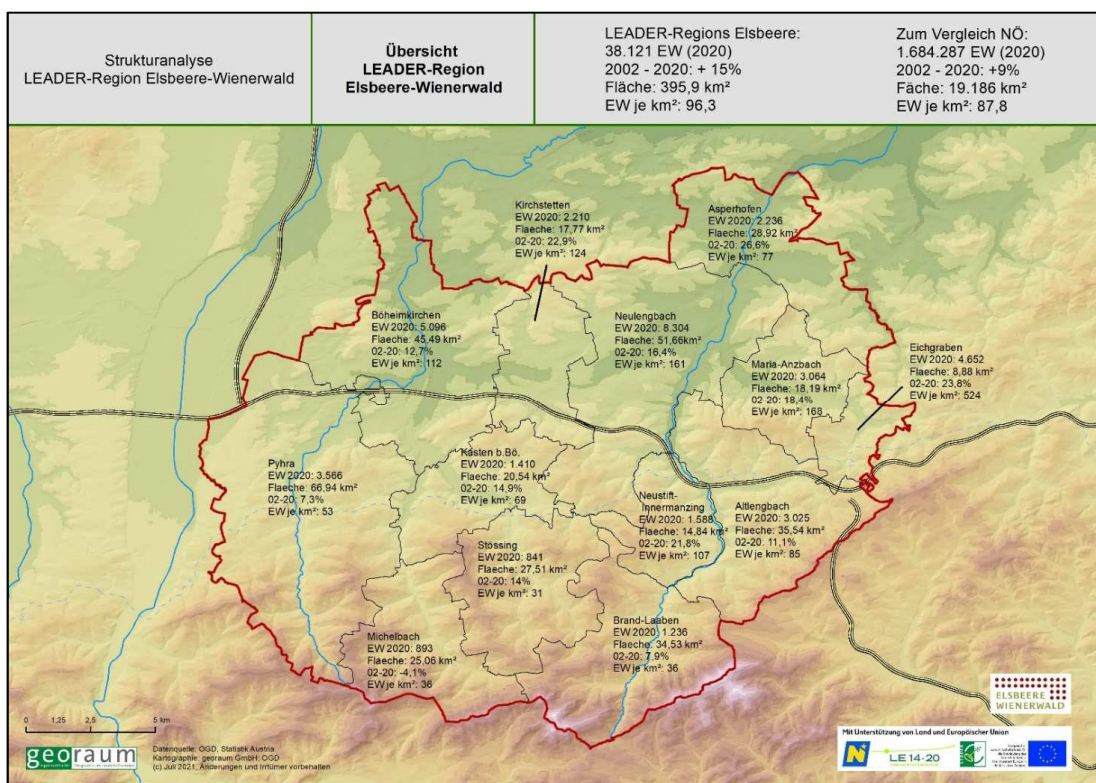 Strukturanalyse
LEADER-Region Elsbeere-Wienerwald
Übersicht
LEADER-Region
Elsbeere-Wienerwald
LEADER-Regions Elsbeere:
38.121 EW (2020)
2002 - 2020: + 15%
Fläche: 395,9 km²
EW je km²: 96,3
Zum Vergleich NÖ:
1.684.287 EW (2020)
2002 - 2020: +9%
Fäche: 19.186 km²
EW je km²: 87,8
Kirchstetten
EW 2020: 2.210
Flaeche: 17,77 km²
02-20: 22,9%
EW je km²: 124
Asperhofen
EW 2020: 2.236
Flaeche: 28,92 km²
02-20: 26,6%
EW je km²: 77
Böheimkirchen
EW 2020: 5.096
Flaeche: 45,49 km²
02-20: 12,7%
EW je km²: 112
Neulengbach
EW 2020: 8.304
Flaeche: 51,66km²
02-20: 16,4%
EW je km²: 161
Eichgraben
EW 2020: 4.652
Flaeche: 8,88 km²
02-20: 23,8%
EW je km²: 524
Maria-Anzbach
EW 2020: 3.064
Flaeche: 18,19 km²
02-20: 18,4%
EW je km²: 168
Pyhra
EW 2020: 3.566
Flaeche: 66,94 km²
02-20: 7,3%
EW je km²: 53
Kasten b.Bö.
EW 2020: 1.410
Flaeche: 20,54 km²
02-20: 14,9%
EW je km²: 69
Neustift-
Innermanzing
EW 2020: 1.588
Flaeche: 14,84 km²
02-20: 21,8%
EW je km²: 107
Altlengbach
EW 2020: 3.025
Flaeche: 35,54 km²
02-20: 11,1%
EW je km²: 85
Stössing
EW 2020: 841
Flaeche: 27,51 km²
02-20: 14%
EW je km²: 31
Michelbach
EW 2020: 893
Flaeche: 25,06 km²
02-20: -4,1%
EW je km²: 36
Brand-Laaben
EW 2020: 1.236
Flaeche: 34,53 km²
02-20: 7,9%
EW je km²: 36
0 1,25 2,5 5 km
georaum
Datenquelle: OGD, Statistik Austria
Kartographie: georaum GmbH; OGD
(c) Juli 2021, Änderungen und Irrtümer vorbehalten
ELSBEERE
WIENERWALD
Mit Unterstützung von Land und Europäischer Union
LE 14-20